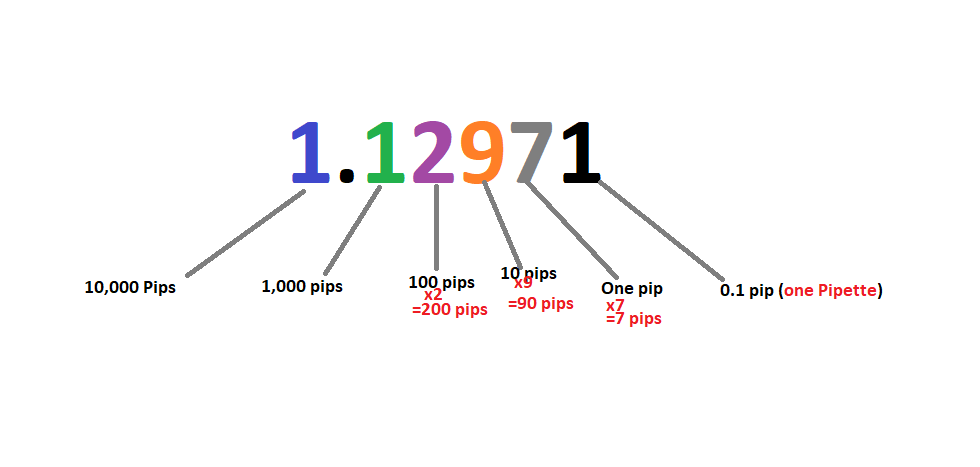 1.12971
10,000 Pips
1,000 pips
100 pips
x2
=200 pips
10 pips
x9
=90 pips
One pip
x7
=7 pips
0.1 pip (one Pipette)